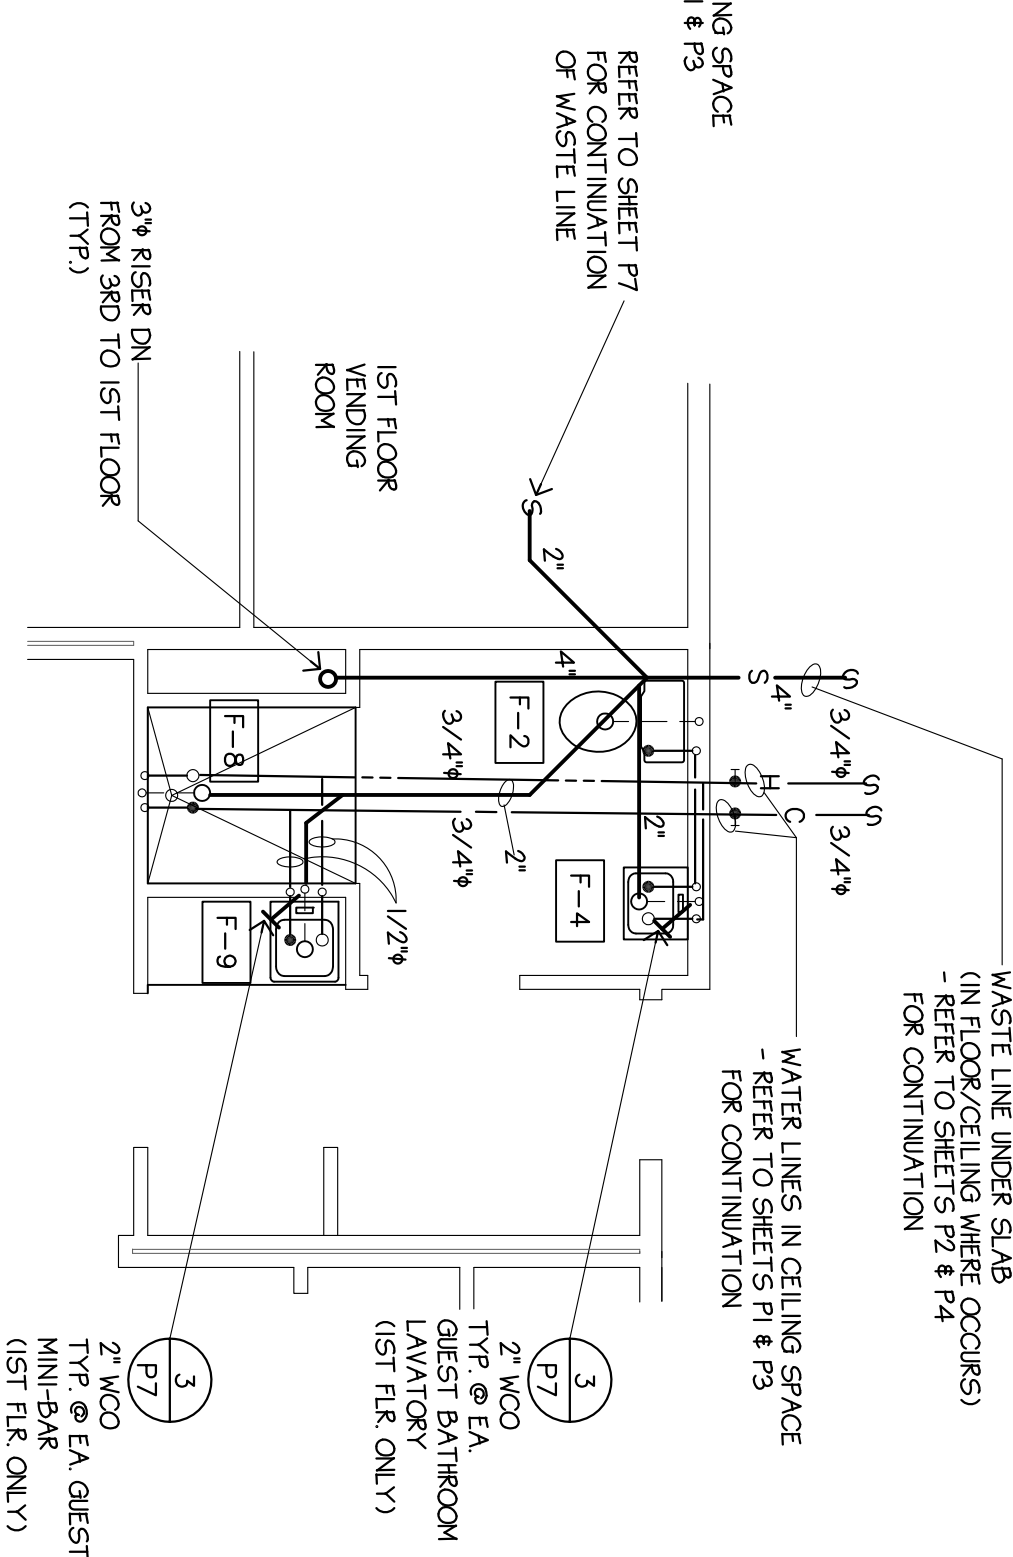 NG SPACE
& P3
REFER TO SHEET P7
FOR CONTINUATION
OF WASTE LINE
3"φ RISER DN
FROM 3RD TO 1ST FLOOR
(TYP.)
1ST FLOOR
VENDING
ROOM
S
2"
4"
S
4"
S
3/4"φ
S
H
S
C
3/4"φ
F-2
F-8
3/4"φ
3/4"φ
2"
2"
F-4
F-9
1/2"φ
WASTE LINE UNDER SLAB
(IN FLOOR/CEILING WHERE OCCURS)
- REFER TO SHEETS P2 & P4
FOR CONTINUATION
WATER LINES IN CEILING SPACE
- REFER TO SHEETS P1 & P3
FOR CONTINUATION
3
P7
2" WCO
TYP. @ EA.
GUEST BATHROOM
LAVATORY
(1ST FLR. ONLY)
3
P7
2" WCO
TYP. @ EA. GUEST
MINI-BAR
(1ST FLR. ONLY)